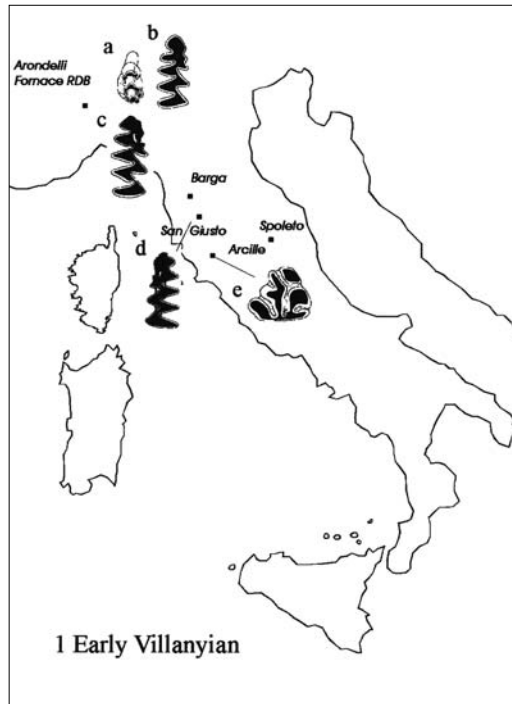 a
b
Arondelli
Fornace RDB
c
Barga
San Giusto
Spoleto
d
Arcille
e
1 Early Villanyian